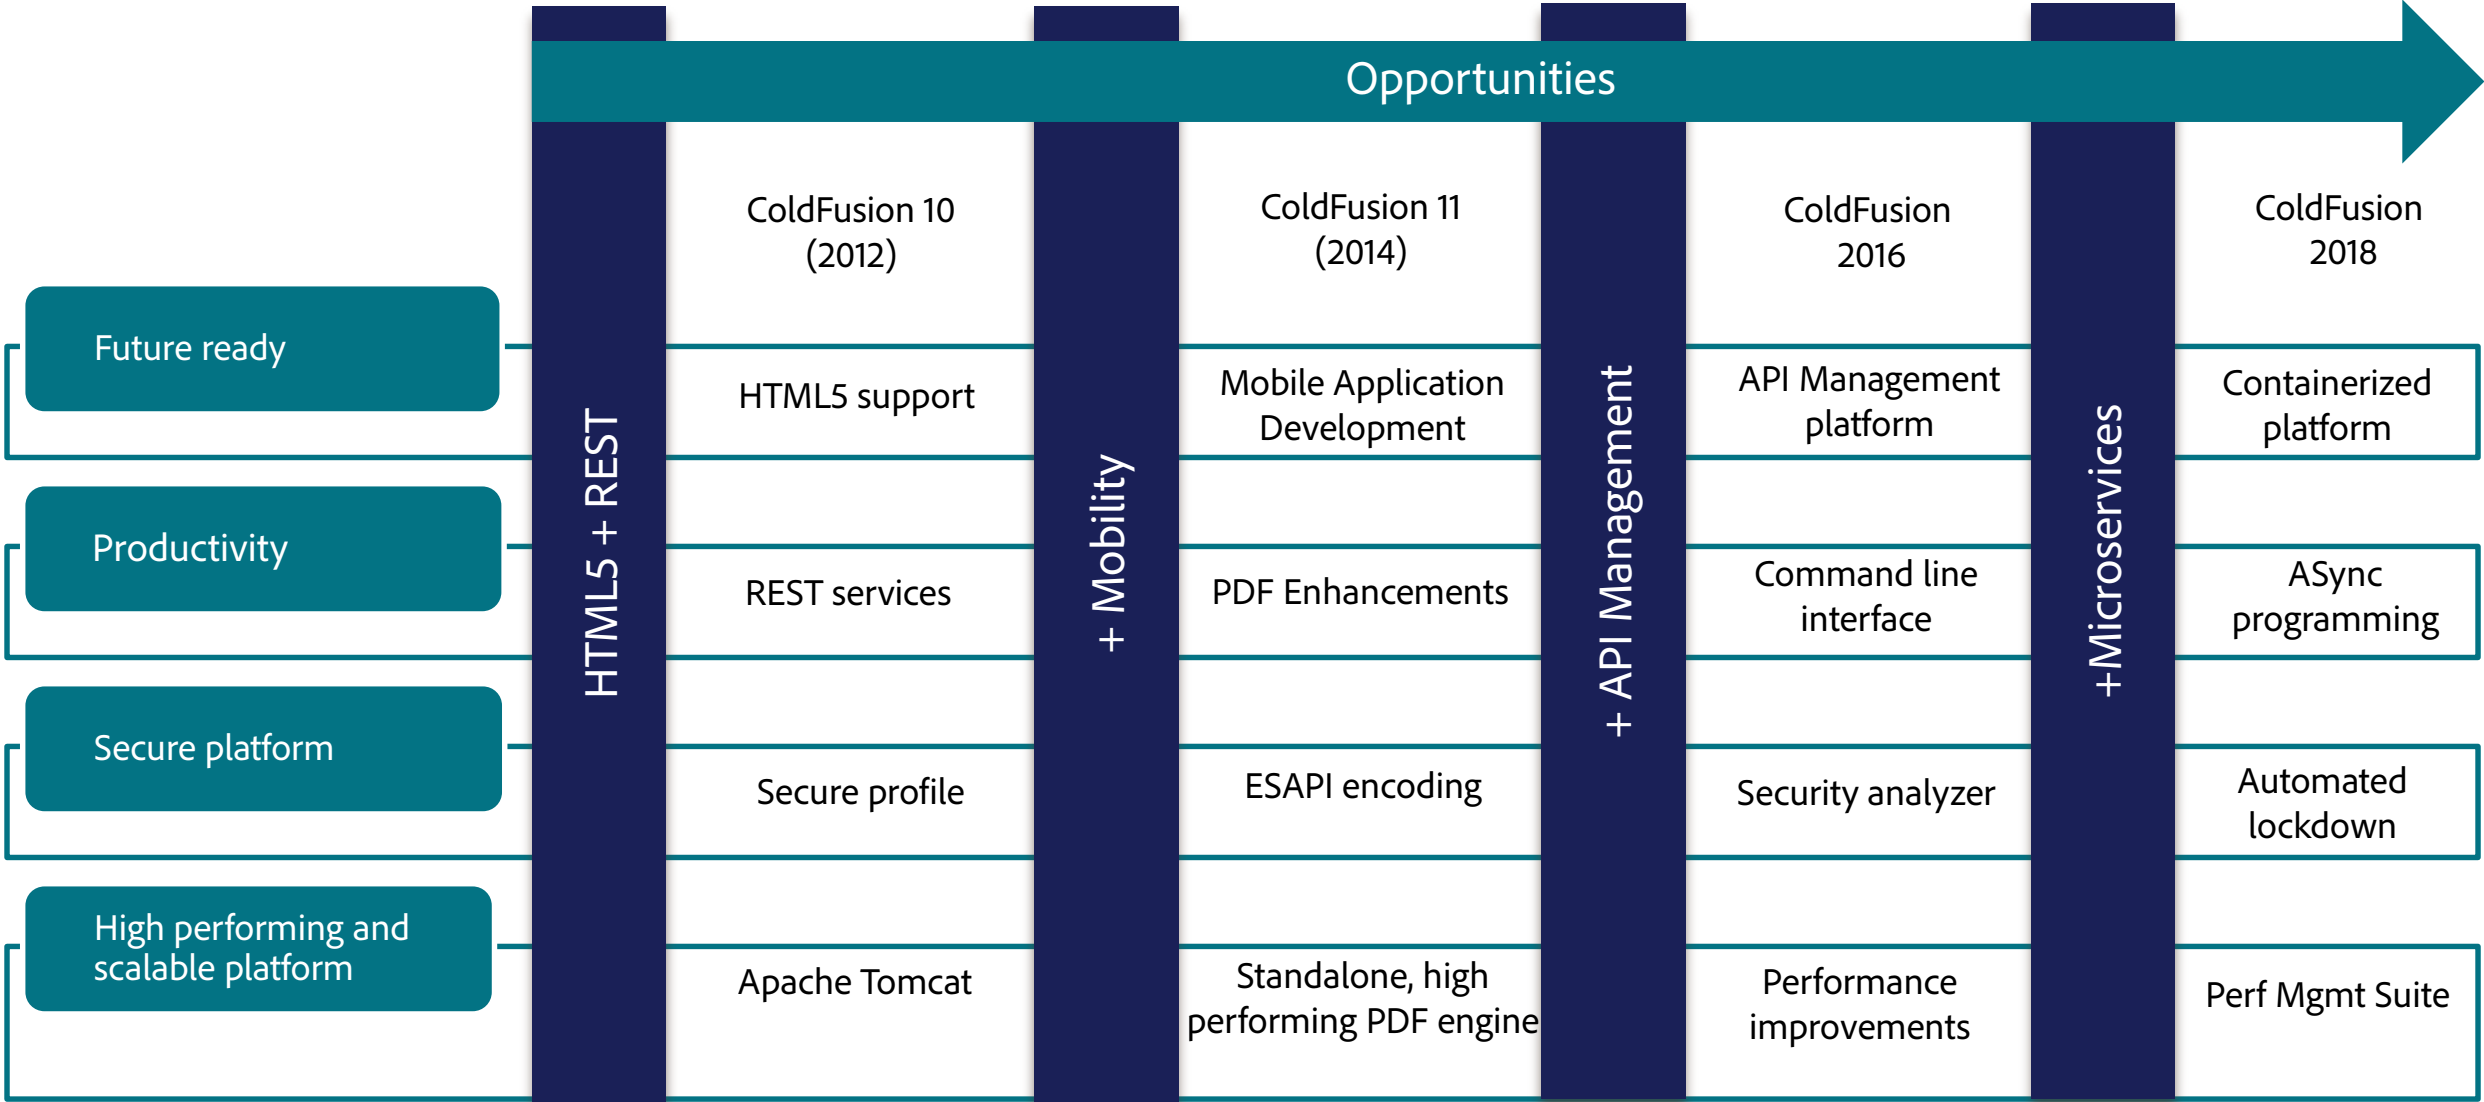 Opportunities
ColdFusion 10
(2012)
ColdFusion 11
(2014)
ColdFusion
2016
ColdFusion
2018
HTML5 + REST
+ Mobility
+ API Management
+Microservices
Future ready
HTML5 support
Mobile Application
Development
API Management
platform
Containerized
platform
Productivity
REST services
PDF Enhancements
Command line
interface
ASync
programming
Secure platform
Secure profile
ESAPI encoding
Security analyzer
Automated
lockdown
High performing and
scalable platform
Apache Tomcat
Standalone, high
performing PDF engine
Performance
improvements
Perf Mgmt Suite